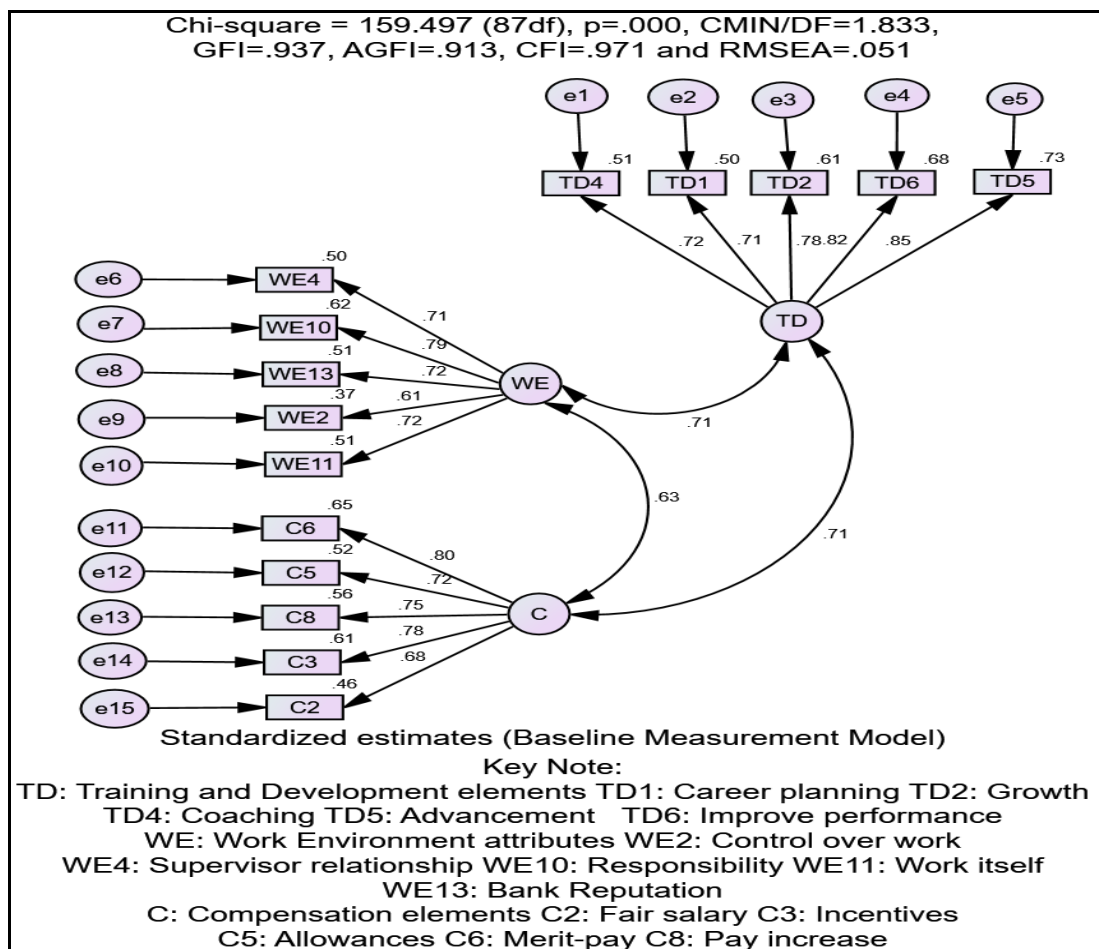 Chi-square = 159.497 (87df), p=.000, CMIN/DF=1.833,
GFI=.937, AGFI=.913, CFI=.971 and RMSEA=.051
e1 e2 e3 e4 e5
.51 .50 .61 .68 .73
TD4 TD1 TD2 TD6 TD5
.72 .71 .78 .82 .85
TD
.50
e6 WE4
.71
.62
e7 WE10
.79
.51
e8 WE13
.72
WE
.37
e9 WE2
.61
.72
.51
e10 WE11
.71
.63
.71
.65
e11 C6
.80
.52
e12 C5
.72
.56
e13 C8
.75
C
.61
e14 C3
.78
.68
.46
e15 C2
Standardized estimates (Baseline Measurement Model)
Key Note:
TD: Training and Development elements TD1: Career planning TD2: Growth
TD4: Coaching TD5: Advancement TD6: Improve performance
WE: Work Environment attributes WE2: Control over work
WE4: Supervisor relationship WE10: Responsibility WE11: Work itself
WE13: Bank Reputation
C: Compensation elements C2: Fair salary C3: Incentives
C5: Allowances C6: Merit-pay C8: Pay increase